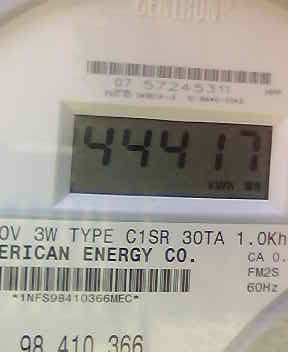 CENTRON
07 57245311
44417
KWH
0V 3W TYPE C1SR 30TA 1.0Kh
ERICAN ENERGY CO.
CA 0.
FM2S
*1NFS98410366MEC*
60Hz
98 410 366